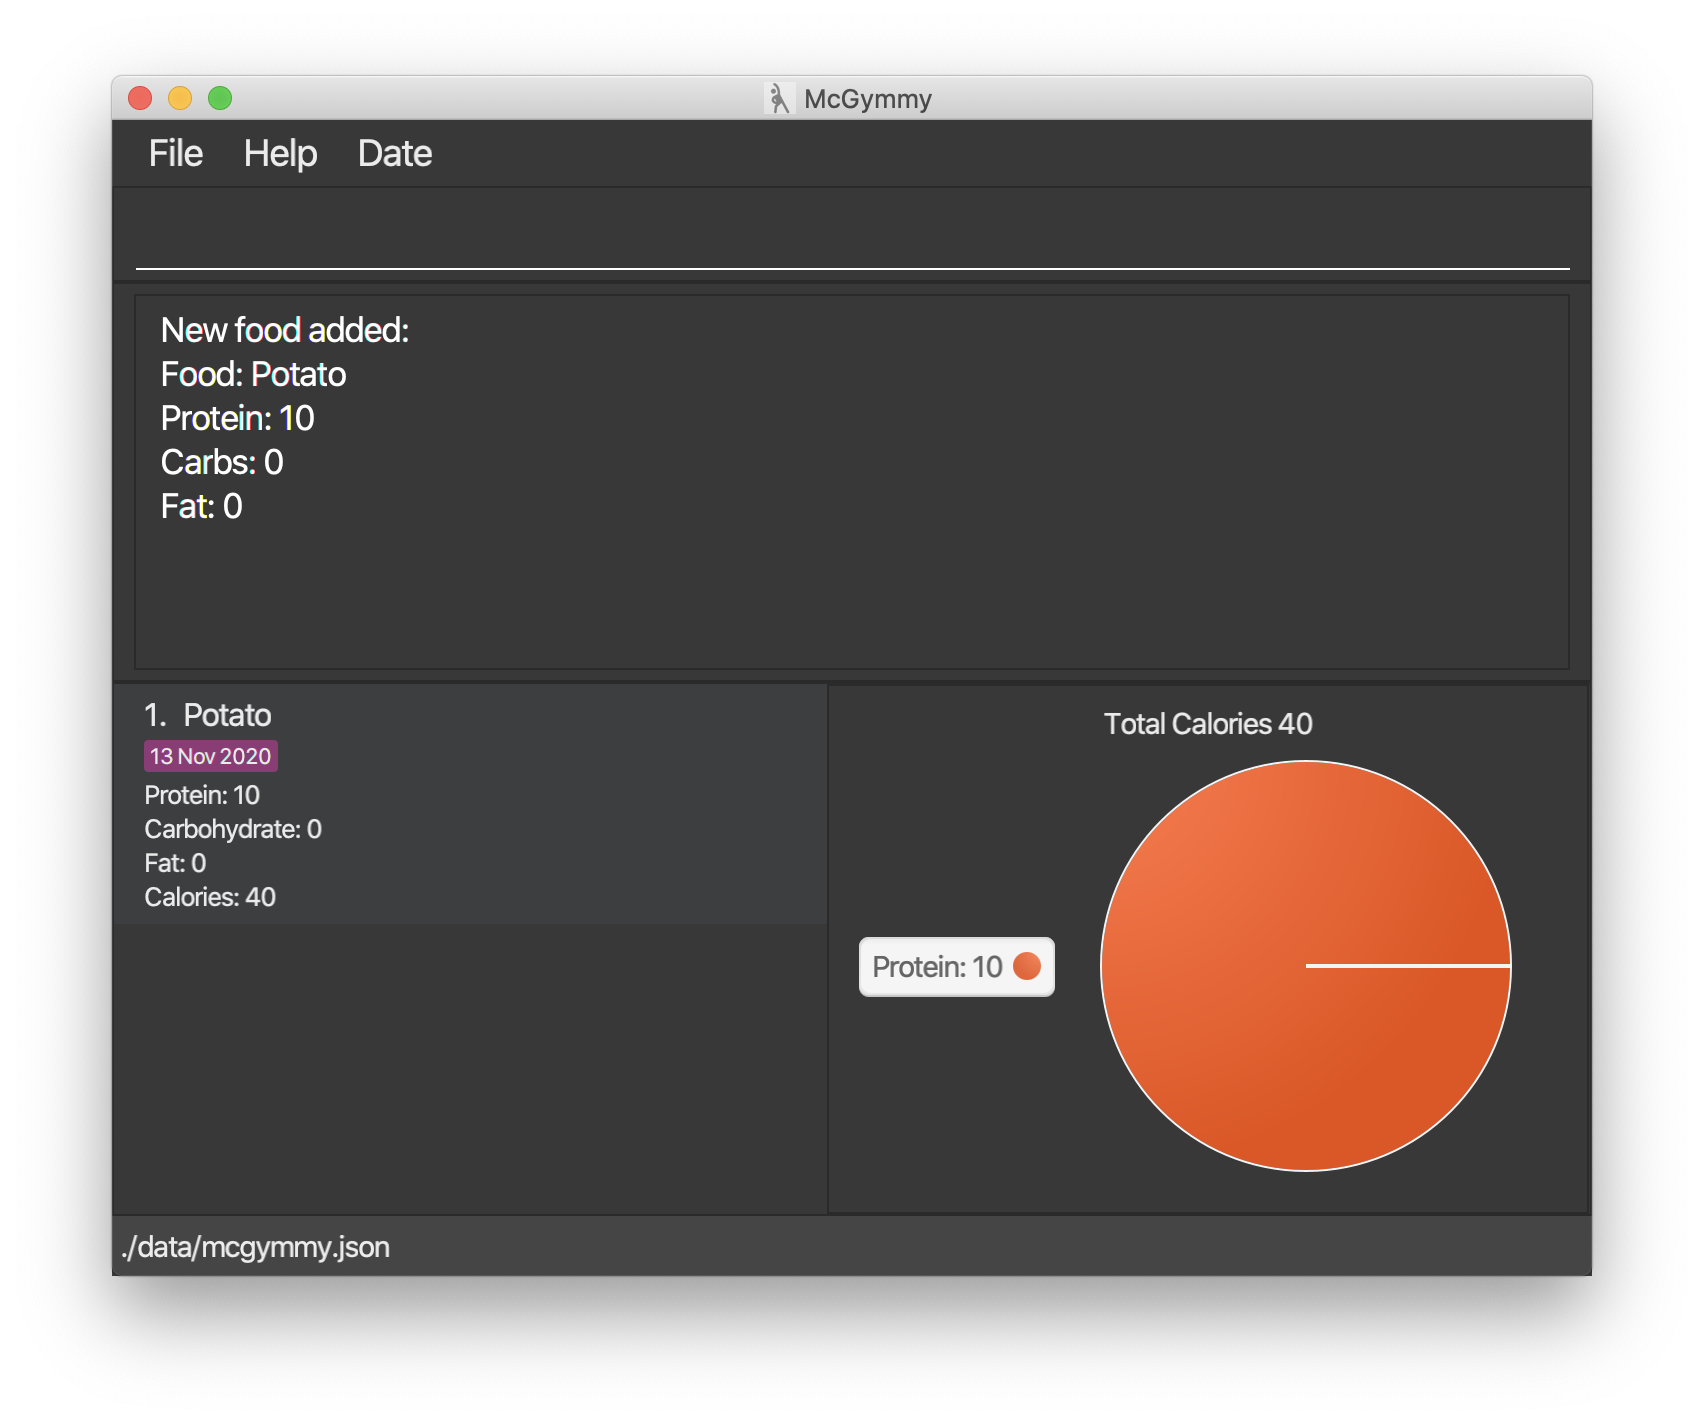 McGymmy
File Help Date
New food added:
Food: Potato
Protein: 10
Carbs: 0
Fat: 0
1. Potato
13 Nov 2020
Protein: 10
Carbohydrate: 0
Fat: 0
Calories: 40
Total Calories 40
Protein: 10
./data/mcgymmy.json